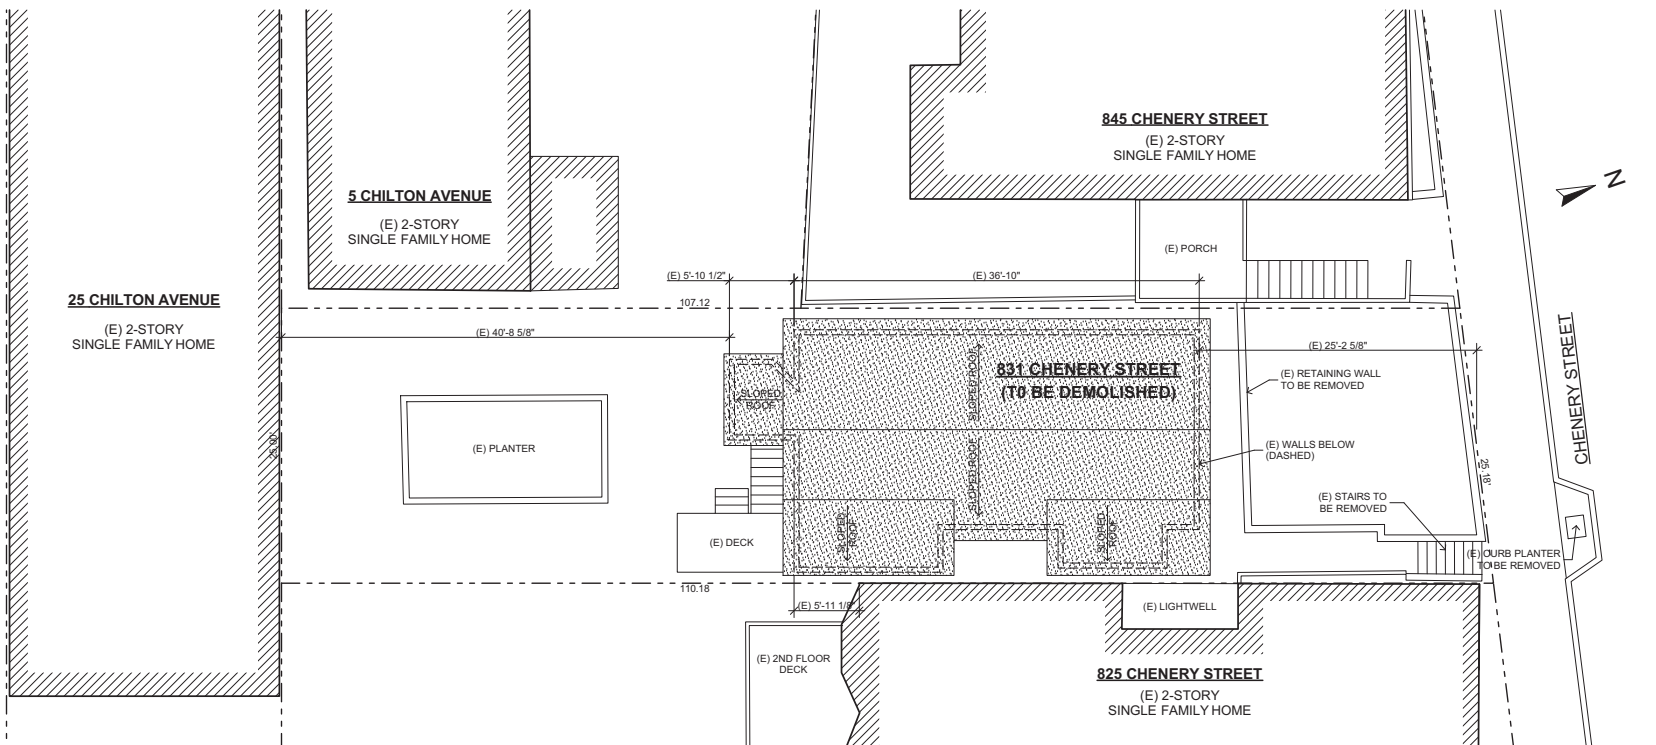 845 CHENERY STREET
(E) 2-STORY
SINGLE FAMILY HOME
N
5 CHILTON AVENUE
(E) 2-STORY
SINGLE FAMILY HOME
(E) PORCH
(E) 5'-10 1/2"
(E) 36'-10"
25 CHILTON AVENUE
(E) 2-STORY
SINGLE FAMILY HOME
107.12
(E) 40'-8 5/8"
(E) 25'-2 5/8"
CHENERY STREET
831 CHENERY STREET
(TO BE DEMOLISHED)
SLOPED ROOF
SLOPED
ROOF
(E) RETAINING WALL
TO BE REMOVED
25.00'
(E) PLANTER
SLOPED ROOF
(E) WALLS BELOW
(DASHED)
25.18'
(E) STAIRS TO
BE REMOVED
SLOPED
ROOF
SLOPED
ROOF
(E) DECK
(E) CURB PLANTER
TO BE REMOVED
110.18
(E) 5'-11 1/8"
(E) LIGHTWELL
(E) 2ND FLOOR
DECK
825 CHENERY STREET
(E) 2-STORY
SINGLE FAMILY HOME